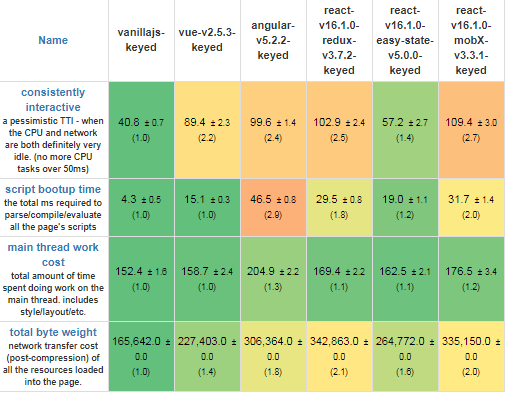 Name
vanillajs-
keyed
vue-v2.5.3-
keyed
angular-
v5.2.2-
keyed
react-
v16.1.0-
redux-
v3.7.2-
keyed
react-
v16.1.0-
easy-state-
v5.0.0-
keyed
react-
v16.1.0-
mobX-
v3.3.1-
keyed
consistently
interactive
a pessimistic TTI - when
the CPU and network
are both definitely very
idle. (no more CPU
tasks over 50ms)
40.8 ± 0.7
(1.0)
89.4 ± 2.3
(2.2)
99.6 ± 1.4
(2.4)
102.9 ± 2.4
(2.5)
57.2 ± 2.7
(1.4)
109.4 ± 3.0
(2.7)
script bootup time
the total ms required to
parse/compile/evaluate
all the page's scripts
4.3 ± 0.5
(1.0)
15.1 ± 0.3
(1.0)
46.5 ± 0.8
(2.9)
29.5 ± 0.8
(1.8)
19.0 ± 1.1
(1.2)
31.7 ± 1.4
(2.0)
main thread work
cost
total amount of time
spent doing work on the
main thread. includes
style/layout/etc.
152.4 ± 1.6
(1.0)
158.7 ± 2.4
(1.0)
204.9 ± 2.2
(1.3)
169.4 ± 2.2
(1.1)
162.5 ± 2.1
(1.1)
176.5 ± 3.4
(1.2)
total byte weight
network transfer cost
(post-compression) of
all the resources loaded
into the page.
165,642.0 ±
0.0
(1.0)
227,403.0 ±
0.0
(1.4)
306,364.0 ±
0.0
(1.8)
342,863.0 ±
0.0
(2.1)
264,772.0 ±
0.0
(1.6)
335,150.0 ±
0.0
(2.0)